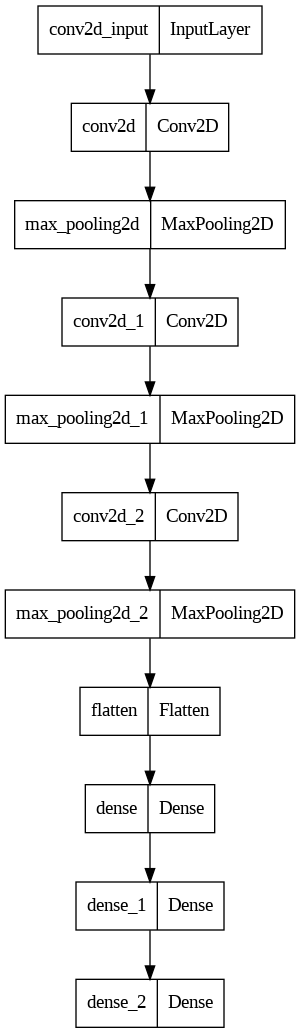 conv2d_input InputLayer
conv2d Conv2D
max_pooling2d MaxPooling2D
conv2d_1 Conv2D
max_pooling2d_1 MaxPooling2D
conv2d_2 Conv2D
max_pooling2d_2 MaxPooling2D
flatten Flatten
dense Dense
dense_1 Dense
dense_2 Dense